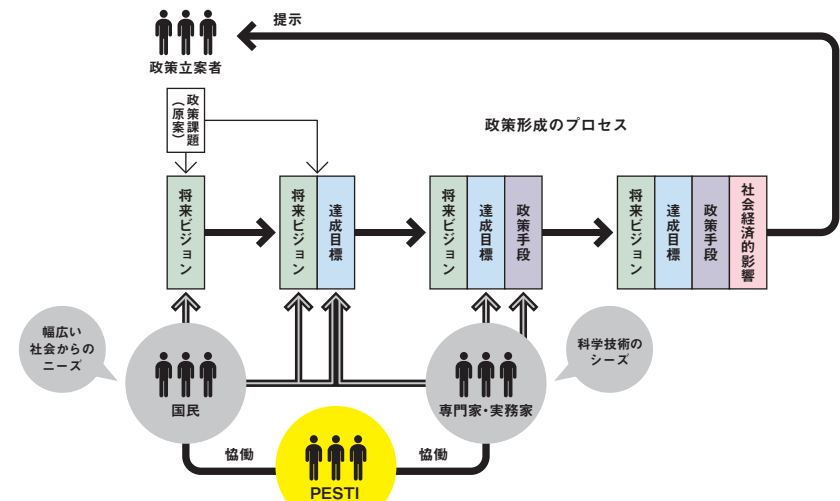 提示
政策立案者
政策課題
（原案）
政策形成のプロセス
将来ビジョン
将来ビジョン
達成目標
将来ビジョン
達成目標
政策手段
将来ビジョン
達成目標
政策手段
社会経済的影響
幅広い
社会からの
ニーズ
国民
専門家・実務家
科学技術の
シーズ
協働
協働
PESTI